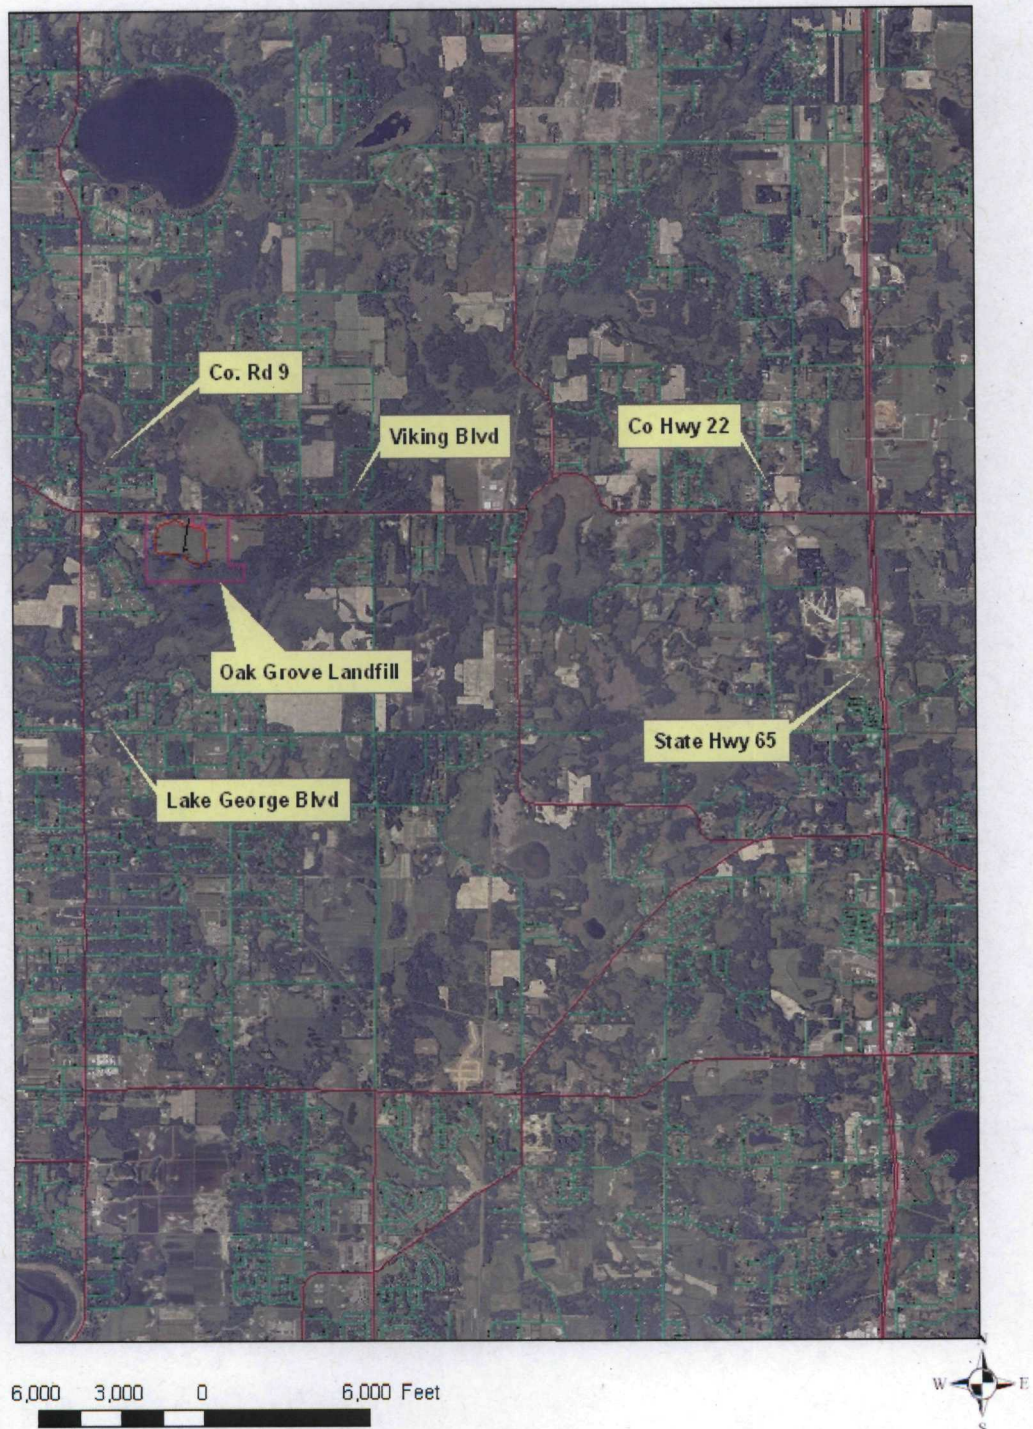 Co. Rd 9
Viking Blvd
Co Hwy 22
Oak Grove Landfill
State Hwy 65
Lake George Blvd
6,000 3,000 0 6,000 Feet
N
W E
S